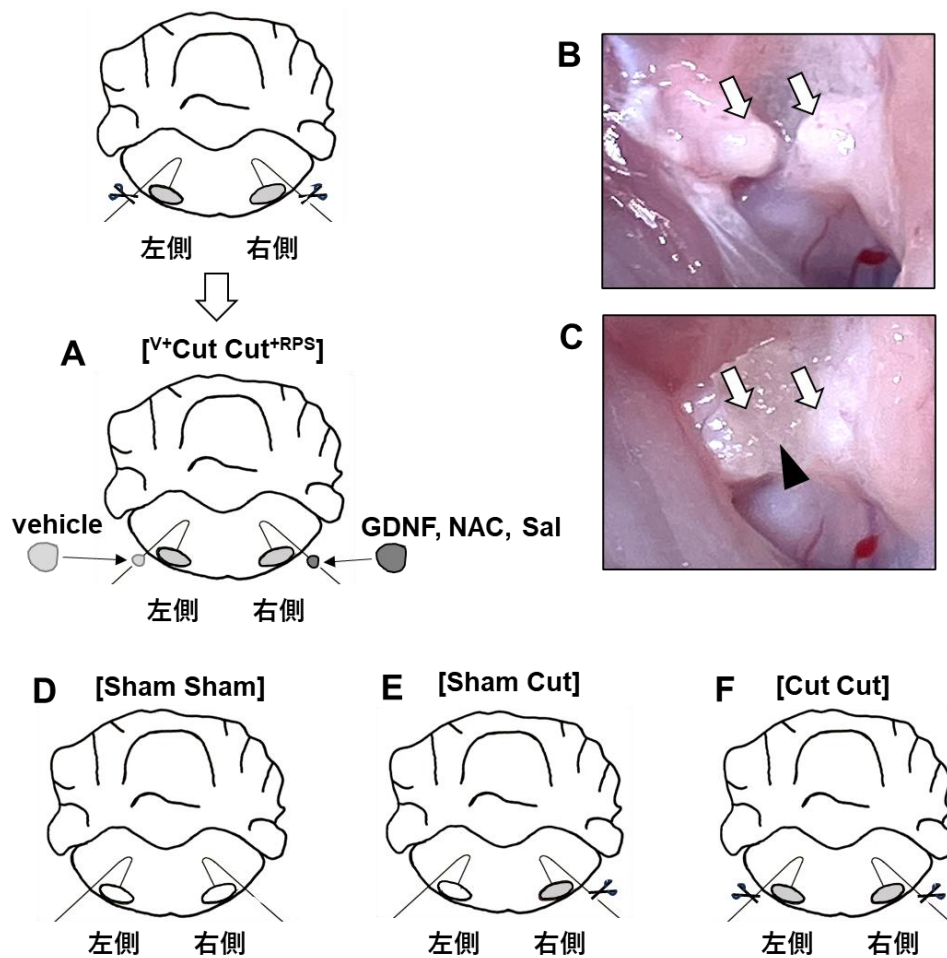 左側 右側
A [V+Cut Cut+RPS]
vehicle
GDNF, NAC, Sal
左側 右側
B
C
D [Sham Sham]
左側 右側
E [Sham Cut]
左側 右側
F [Cut Cut]
左側 右側